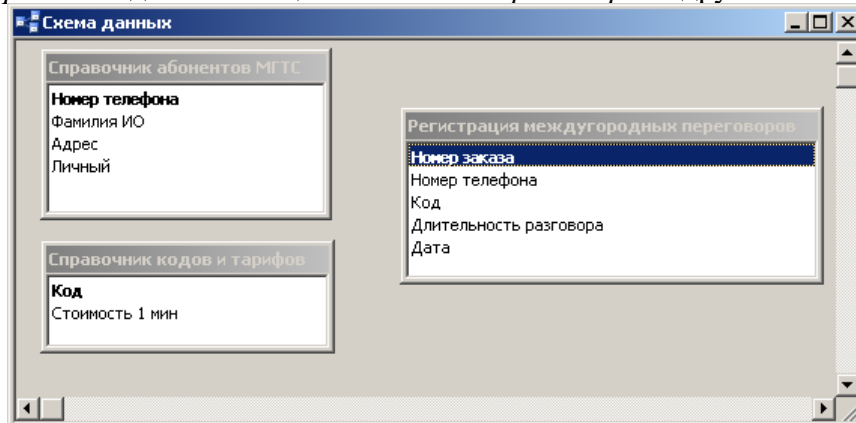 Схема данных
Справочник абонентов МГТС
Номер телефона
Фамилия ИО
Адрес
Личный
Регистрация междугородных переговоров
Номер заказа
Номер телефона
Код
Длительность разговора
Дата
Справочник кодов и тарифов
Код
Стоимость 1 мин